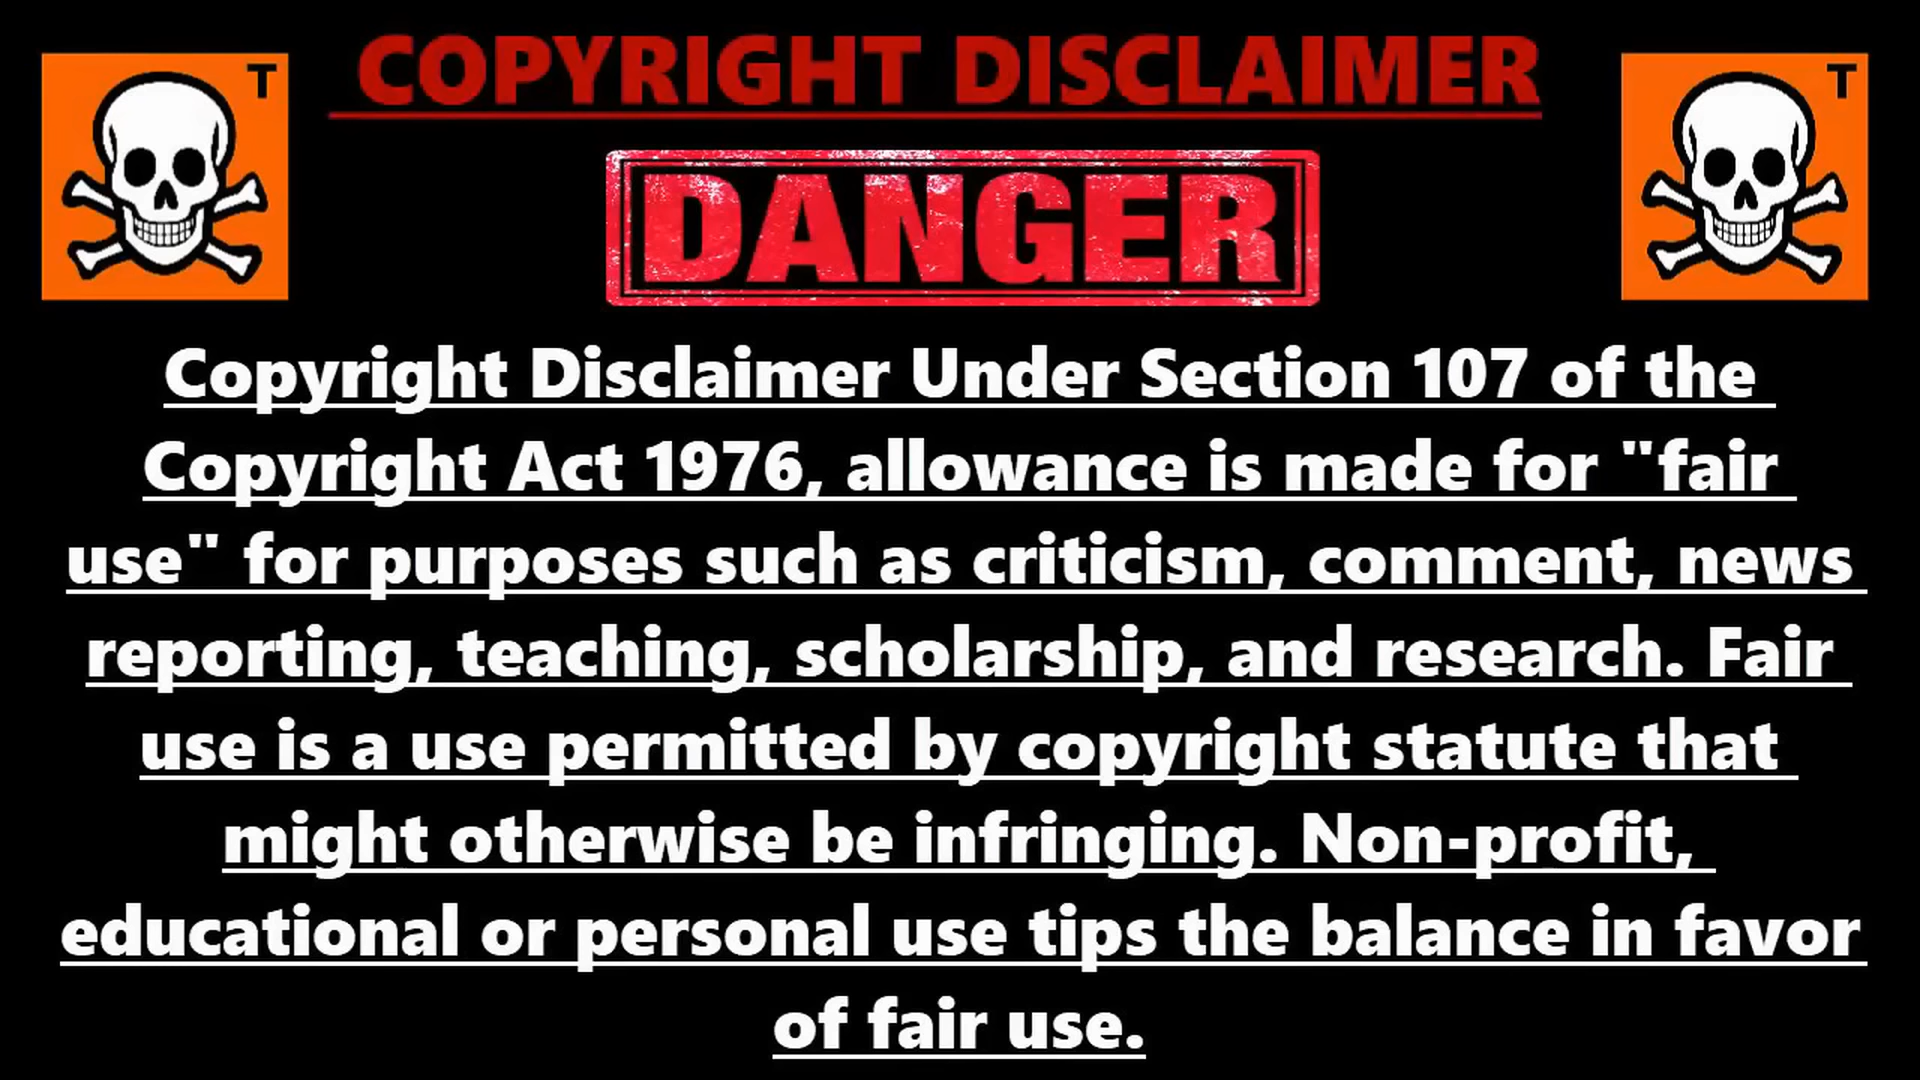 T
COPYRIGHT DISCLAIMER
T
DANGER
Copyright Disclaimer Under Section 107 of the
Copyright Act 1976, allowance is made for "fair
use" for purposes such as criticism, comment, news
reporting, teaching, scholarship, and research. Fair
use is a use permitted by copyright statute that
might otherwise be infringing. Non-profit,
educational or personal use tips the balance in favor
of fair use.